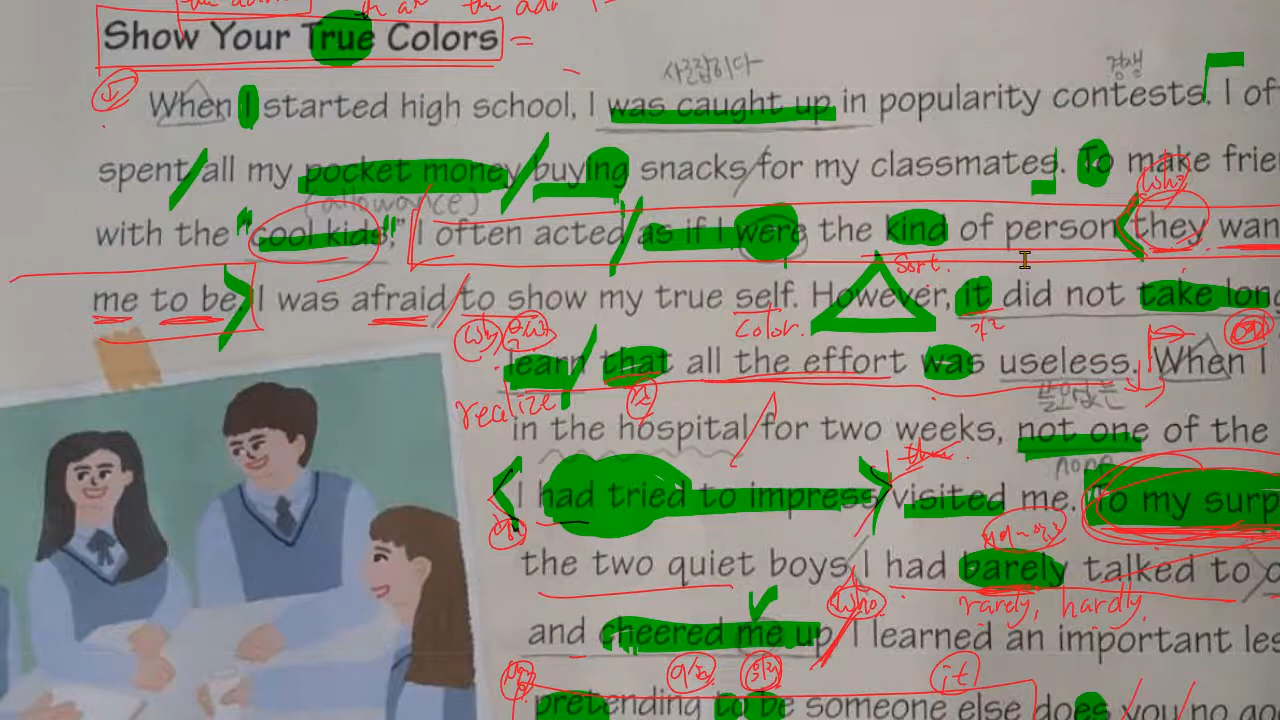 Show Your True Colors =
사로잡히다
경쟁
When I started high school, I was caught up in popularity contests. I of
spent all my pocket money buying snacks for my classmates. To make frie
(allowance)
who
with the "cool kids," I often acted as if I were the kind of person they wan
Sort.
me to be. I was afraid to show my true self. However, it did not take long
color.
learn that all the effort was useless. When I
realize
쓸모없는
in the hospital for two weeks, not one of the
none
I had tried to impress visited me. To my surp
the two quiet boys I had barely talked to c
rarely, hardly
who
and cheered me up. I learned an important les
it
pretending to be someone else does you no go